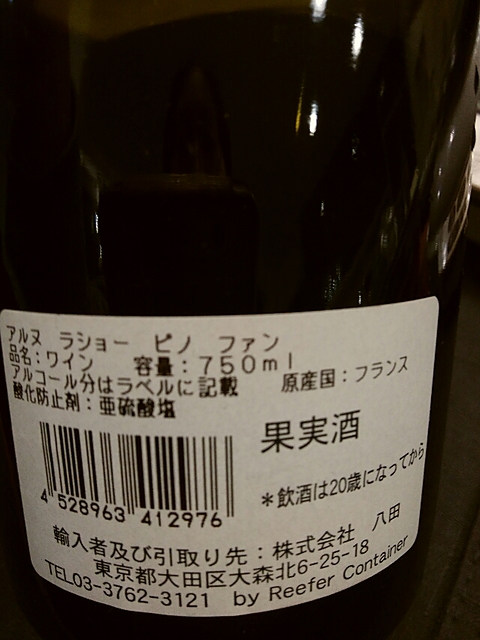 アルヌ ラショー ピノ ファン
品名:ワイン 容量:750ml
アルコール分はラベルに記載 原産国:フランス
酸化防止剤:亜硫酸塩
果実酒
4 528963 412976
*飲酒は20歳になってから
輸入者及び引取り先:株式会社 八田
東京都大田区大森北6-25-18
TEL03-3762-3121 by Reefer Container